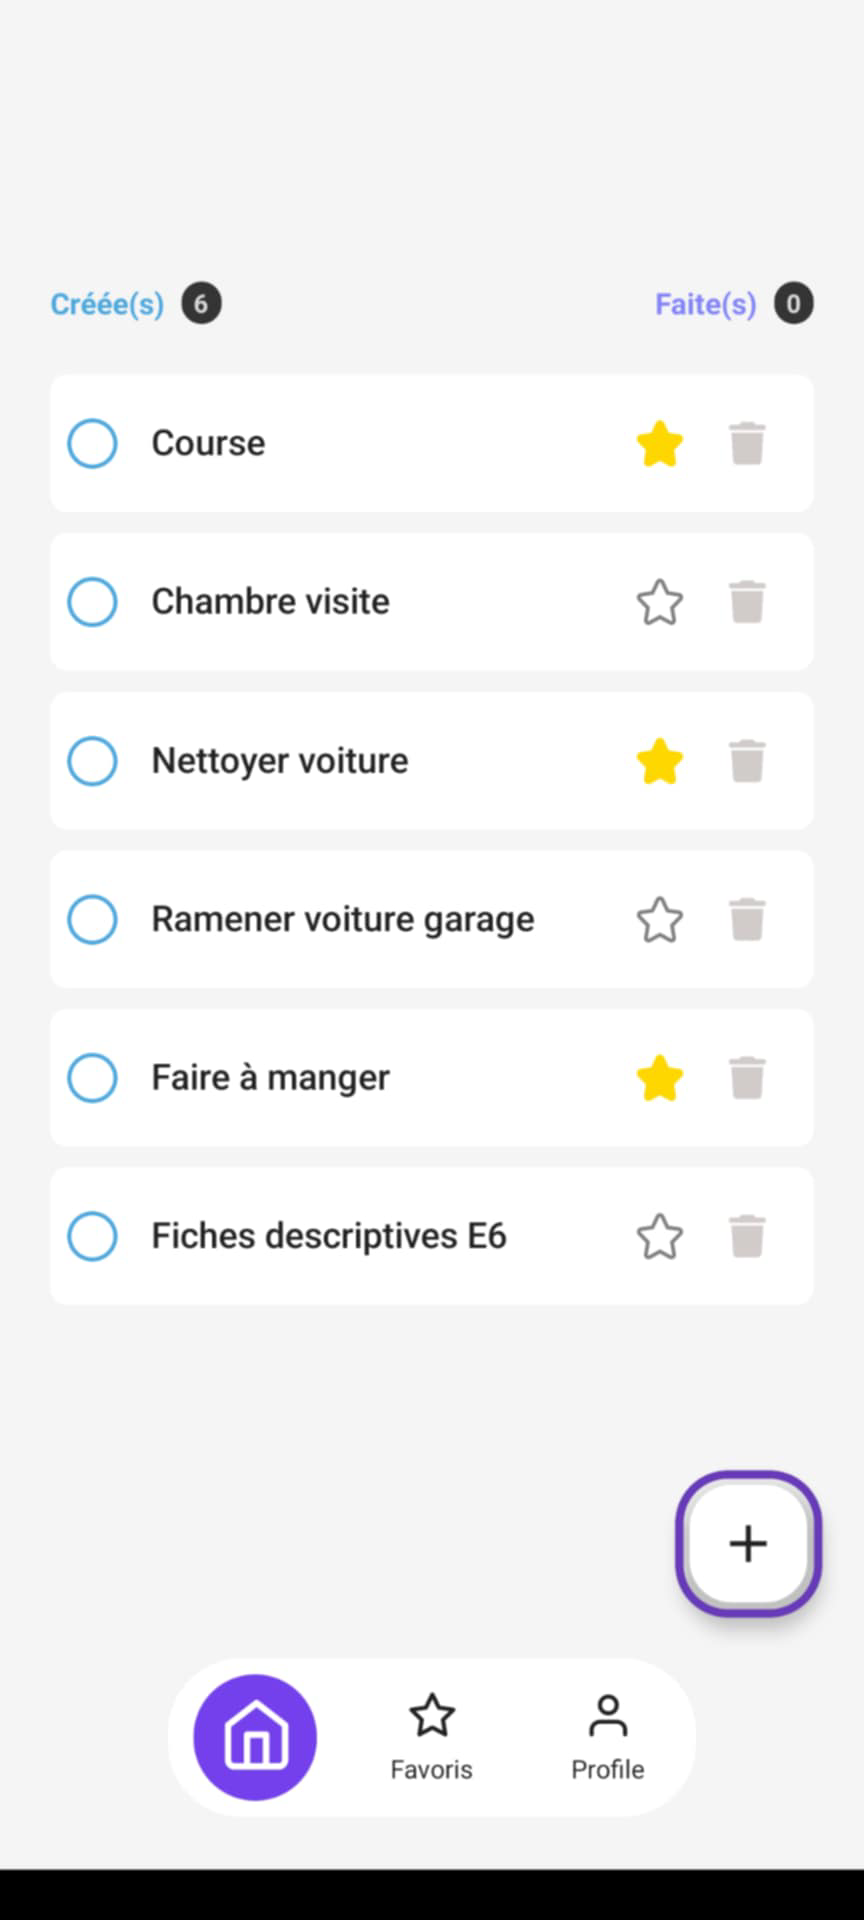 Créée(s) 6 Faite(s) 0
Course
Chambre visite
Nettoyer voiture
Ramener voiture garage
Faire à manger
Fiches descriptives E6
+
Favoris Profile